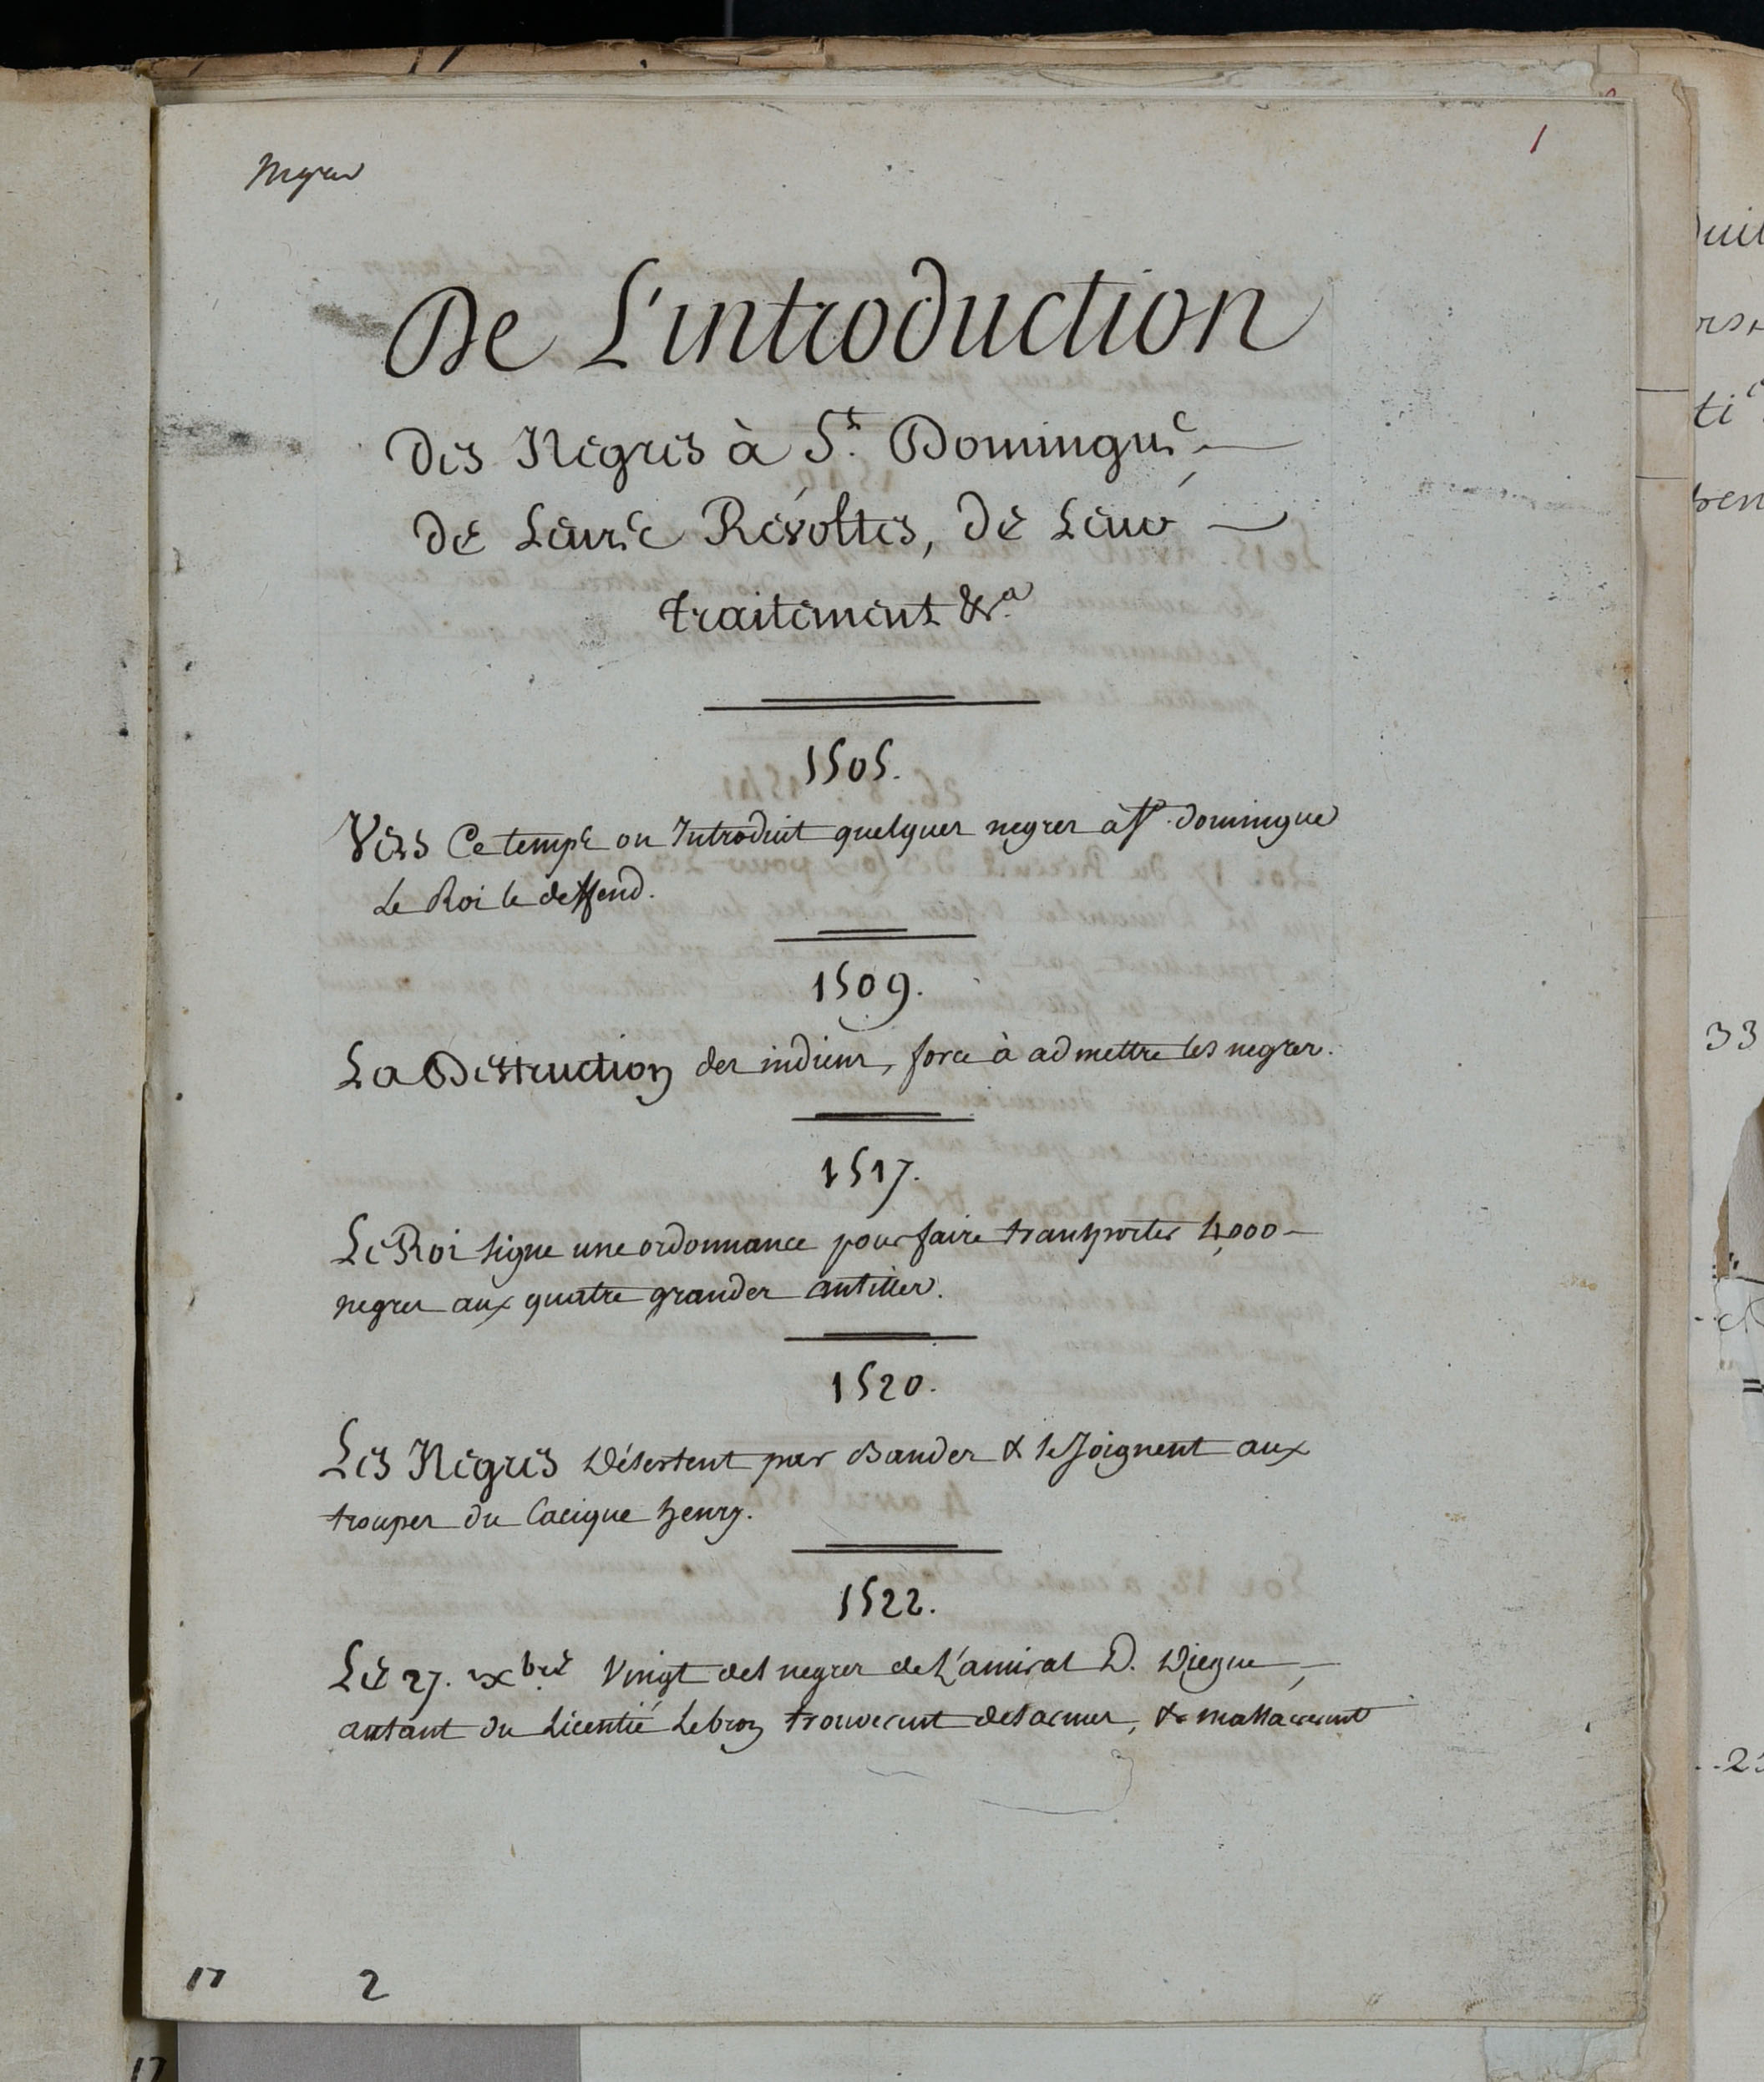 Negres
1
De L'introduction
des Négres à St. Domingue,
de Leurs Révoltes, de Leur
traitement &a.
1505.
Vers Ce temps on Introduit quelques negres à St. domingue
Le Roi le deffend.
1509.
La Destruction des indiens, force à admettre les negres.
1517.
Le Roi signe une ordonnance pour faire transporter 4,000
negres aux quatre grandes antilles.
1520.
Les Négres Désertent par Bandes & se Joignent aux
troupes du Cacique henry.
1522.
Le 27. xbre. Vingt des negres de L'amiral D. Diegue,
autant du Licentié Lebron trouverent des armes, & massacrerent
17 2
33
17